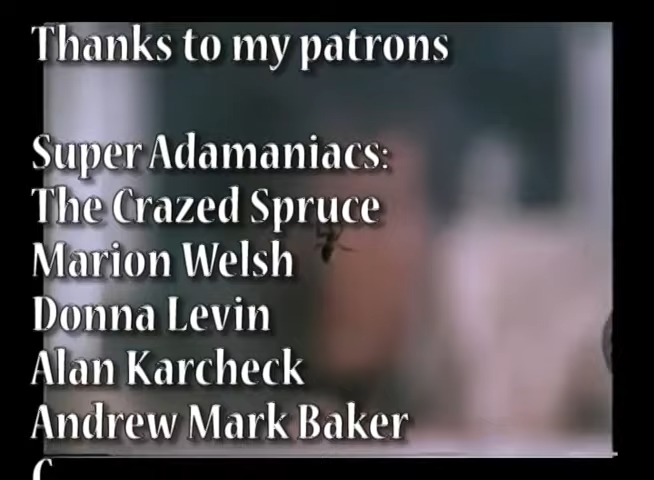 Thanks to my patrons
Super Adamaniacs:
The Crazed Spruce
Marion Welsh
Donna Levin
Alan Karcheck
Andrew Mark Baker